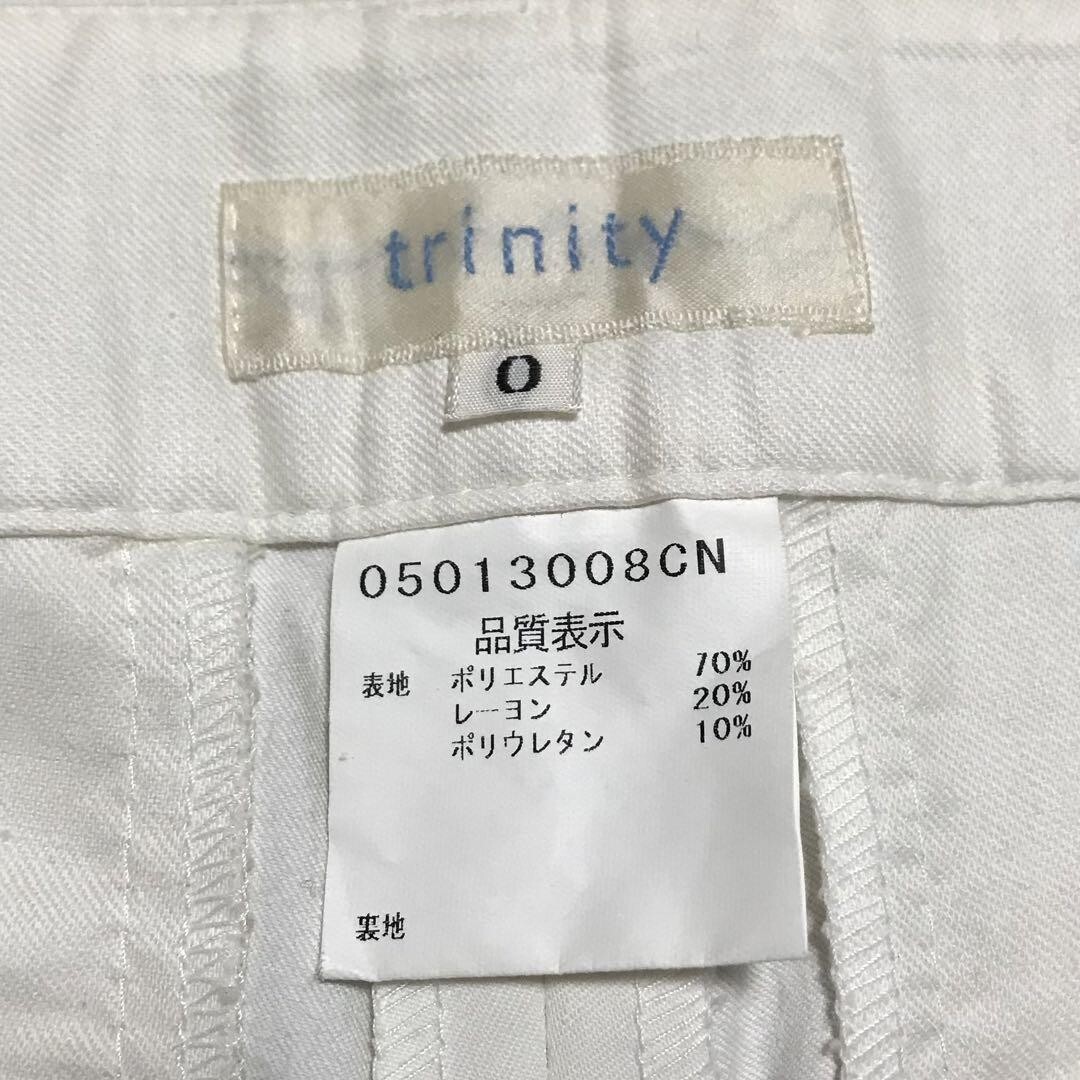 trinity
0
05013008CN
品質表示
表地 ポリエステル 70%
レーヨン 20%
ポリウレタン 10%
裏地